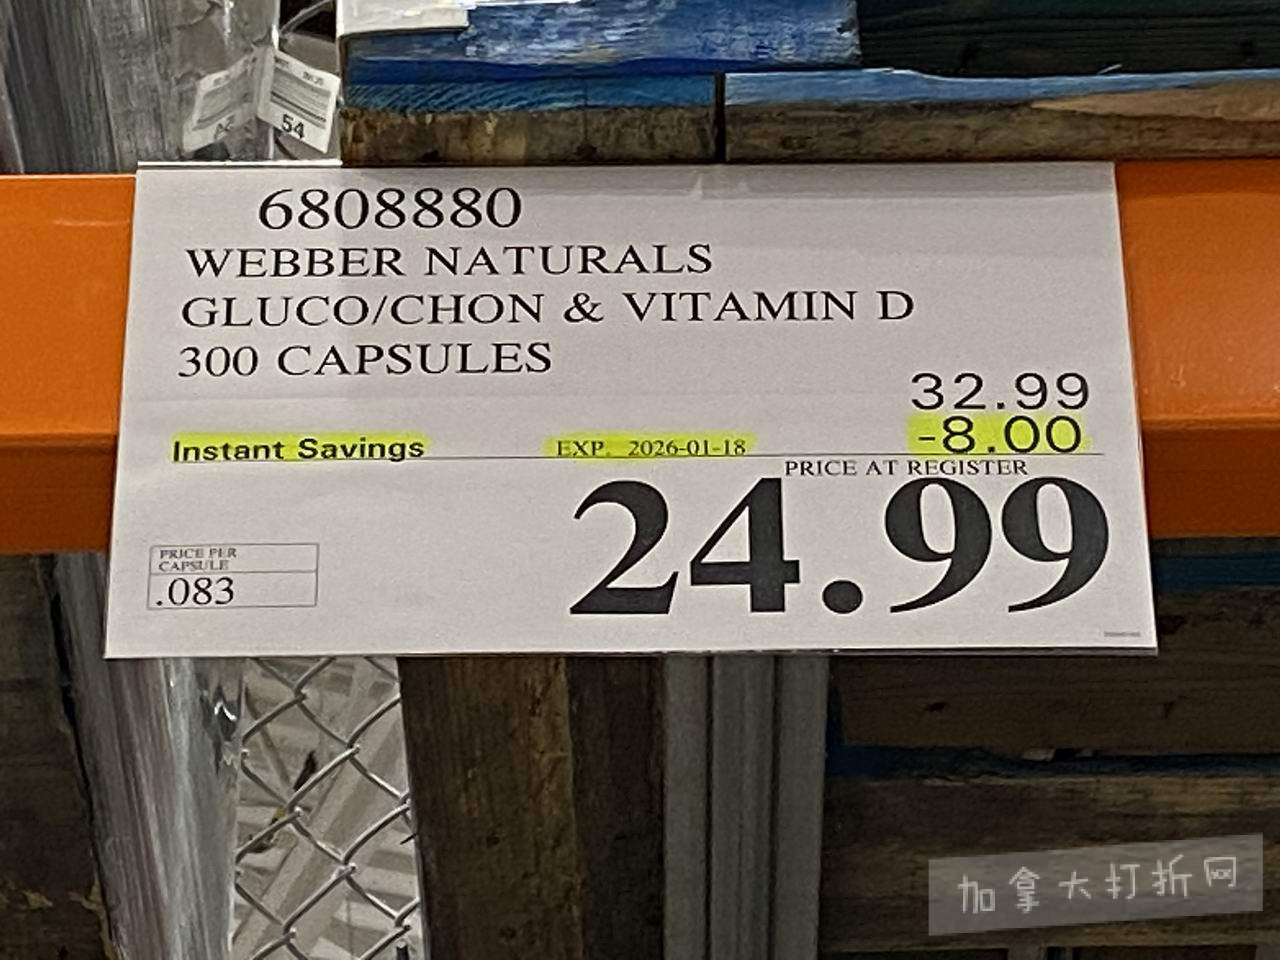 54
6808880
WEBBER NATURALS
GLUCO/CHON & VITAMIN D
300 CAPSULES
32.99
Instant Savings EXP. 2026-01-18 -8.00
PRICE AT REGISTER
24.99
PRICE PER
CAPSULE
.083
加拿大打折网